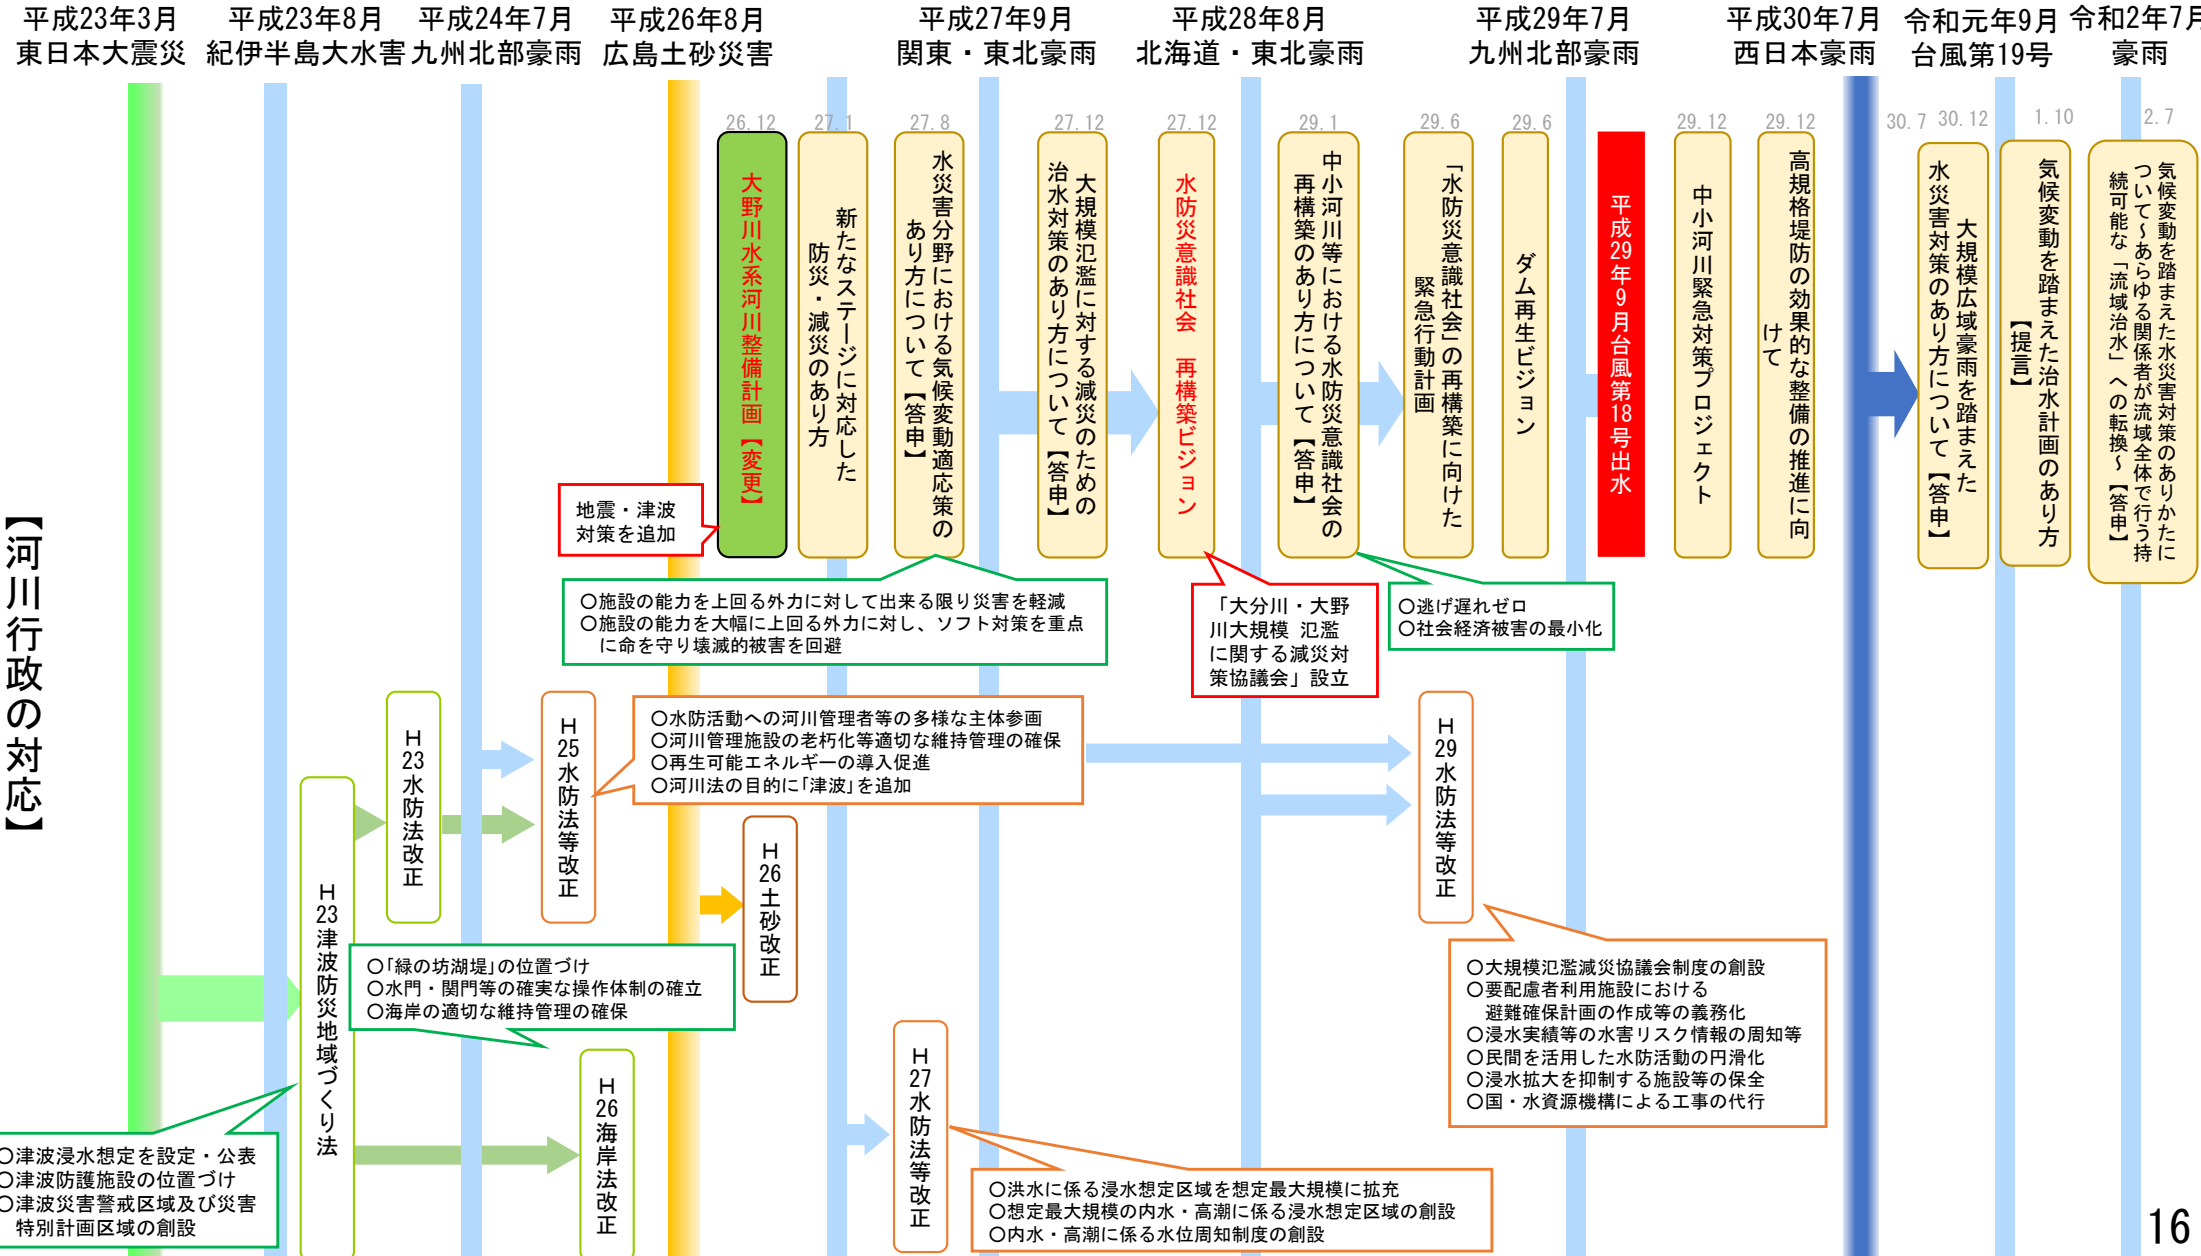 平成23年3月
東日本大震災
平成23年8月
紀伊半島大水害
平成24年7月
九州北部豪雨
平成26年8月
広島土砂災害
平成27年9月
関東・東北豪雨
平成28年8月
北海道・東北豪雨
平成29年7月
九州北部豪雨
平成30年7月
西日本豪雨
令和元年9月
台風第19号
令和2年7月
豪雨
【河川行政の対応】
26.12
大野川水系河川整備計画【変更】
地震・津波
対策を追加
27.1
新たなステージに対応した
防災・減災のあり方
27.8
水災害分野における気候変動適応策の
あり方について【答申】
○施設の能力を上回る外力に対して出来る限り災害を軽減
○施設の能力を大幅に上回る外力に対し、ソフト対策を重点
に命を守り壊滅的被害を回避
27.12
大規模氾濫に対する減災のための
治水対策のあり方について【答申】
27.12
水防災意識社会 再構築ビジョン
「大分川・大野
川大規模 氾濫
に関する減災対
策協議会」設立
29.1
中小河川等における水防災意識社会の
再構築のあり方について【答申】
○逃げ遅れゼロ
○社会経済被害の最小化
29.6
「水防災意識社会」の再構築に向けた
緊急行動計画
29.6
ダム再生ビジョン
平成29年9月台風第18号出水
29.12
中小河川緊急対策プロジェクト
29.12
高規格堤防の効果的な整備の推進に向
けて
30.7
30.12
大規模広域豪雨を踏まえた
水災害対策のあり方について【答申】
1.10
気候変動を踏まえた治水計画のあり方
【提言】
2.7
気候変動を踏まえた水災害対策のありかたに
ついて～あらゆる関係者が流域全体で行う持
続可能な「流域治水」への転換～【答申】
H23津波防災地域づくり法
○津波浸水想定を設定・公表
○津波防護施設の位置づけ
○津波災害警戒区域及び災害
特別計画区域の創設
H23水防法改正
H25水防法等改正
○水防活動への河川管理者等の多様な主体参画
○河川管理施設の老朽化等適切な維持管理の確保
○再生可能エネルギーの導入促進
○河川法の目的に「津波」を追加
H26土砂改正
○「緑の坊湖堤」の位置づけ
○水門・関門等の確実な操作体制の確立
○海岸の適切な維持管理の確保
H26海岸法改正
H27水防法等改正
○洪水に係る浸水想定区域を想定最大規模に拡充
○想定最大規模の内水・高潮に係る浸水想定区域の創設
○内水・高潮に係る水位周知制度の創設
H29水防法等改正
○大規模氾濫減災協議会制度の創設
○要配慮者利用施設における
避難確保計画の作成等の義務化
○浸水実績等の水害リスク情報の周知等
○民間を活用した水防活動の円滑化
○浸水拡大を抑制する施設等の保全
○国・水資源機構による工事の代行
16